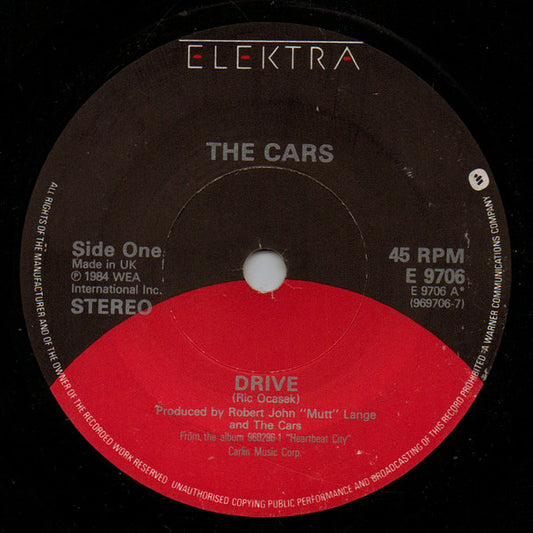 ELEKTRA
THE CARS
Side One
Made in UK
℗ 1984 WEA
International Inc.
STEREO
45 RPM
E 9706
E 9706 A
(969706-7)
DRIVE
(Ric Ocasek)
Produced by Robert John "Mutt" Lange
and The Cars
From the album 960296-1 "Heartbeat City"
Carlin Music Corp.
ALL RIGHTS OF THE MANUFACTURER AND OF THE OWNER OF THE RECORDED WORK RESERVED. UNAUTHORISED COPYING PUBLIC PERFORMANCE AND BROADCASTING OF THIS RECORD PROHIBITED · A WARNER COMMUNICATIONS COMPANY